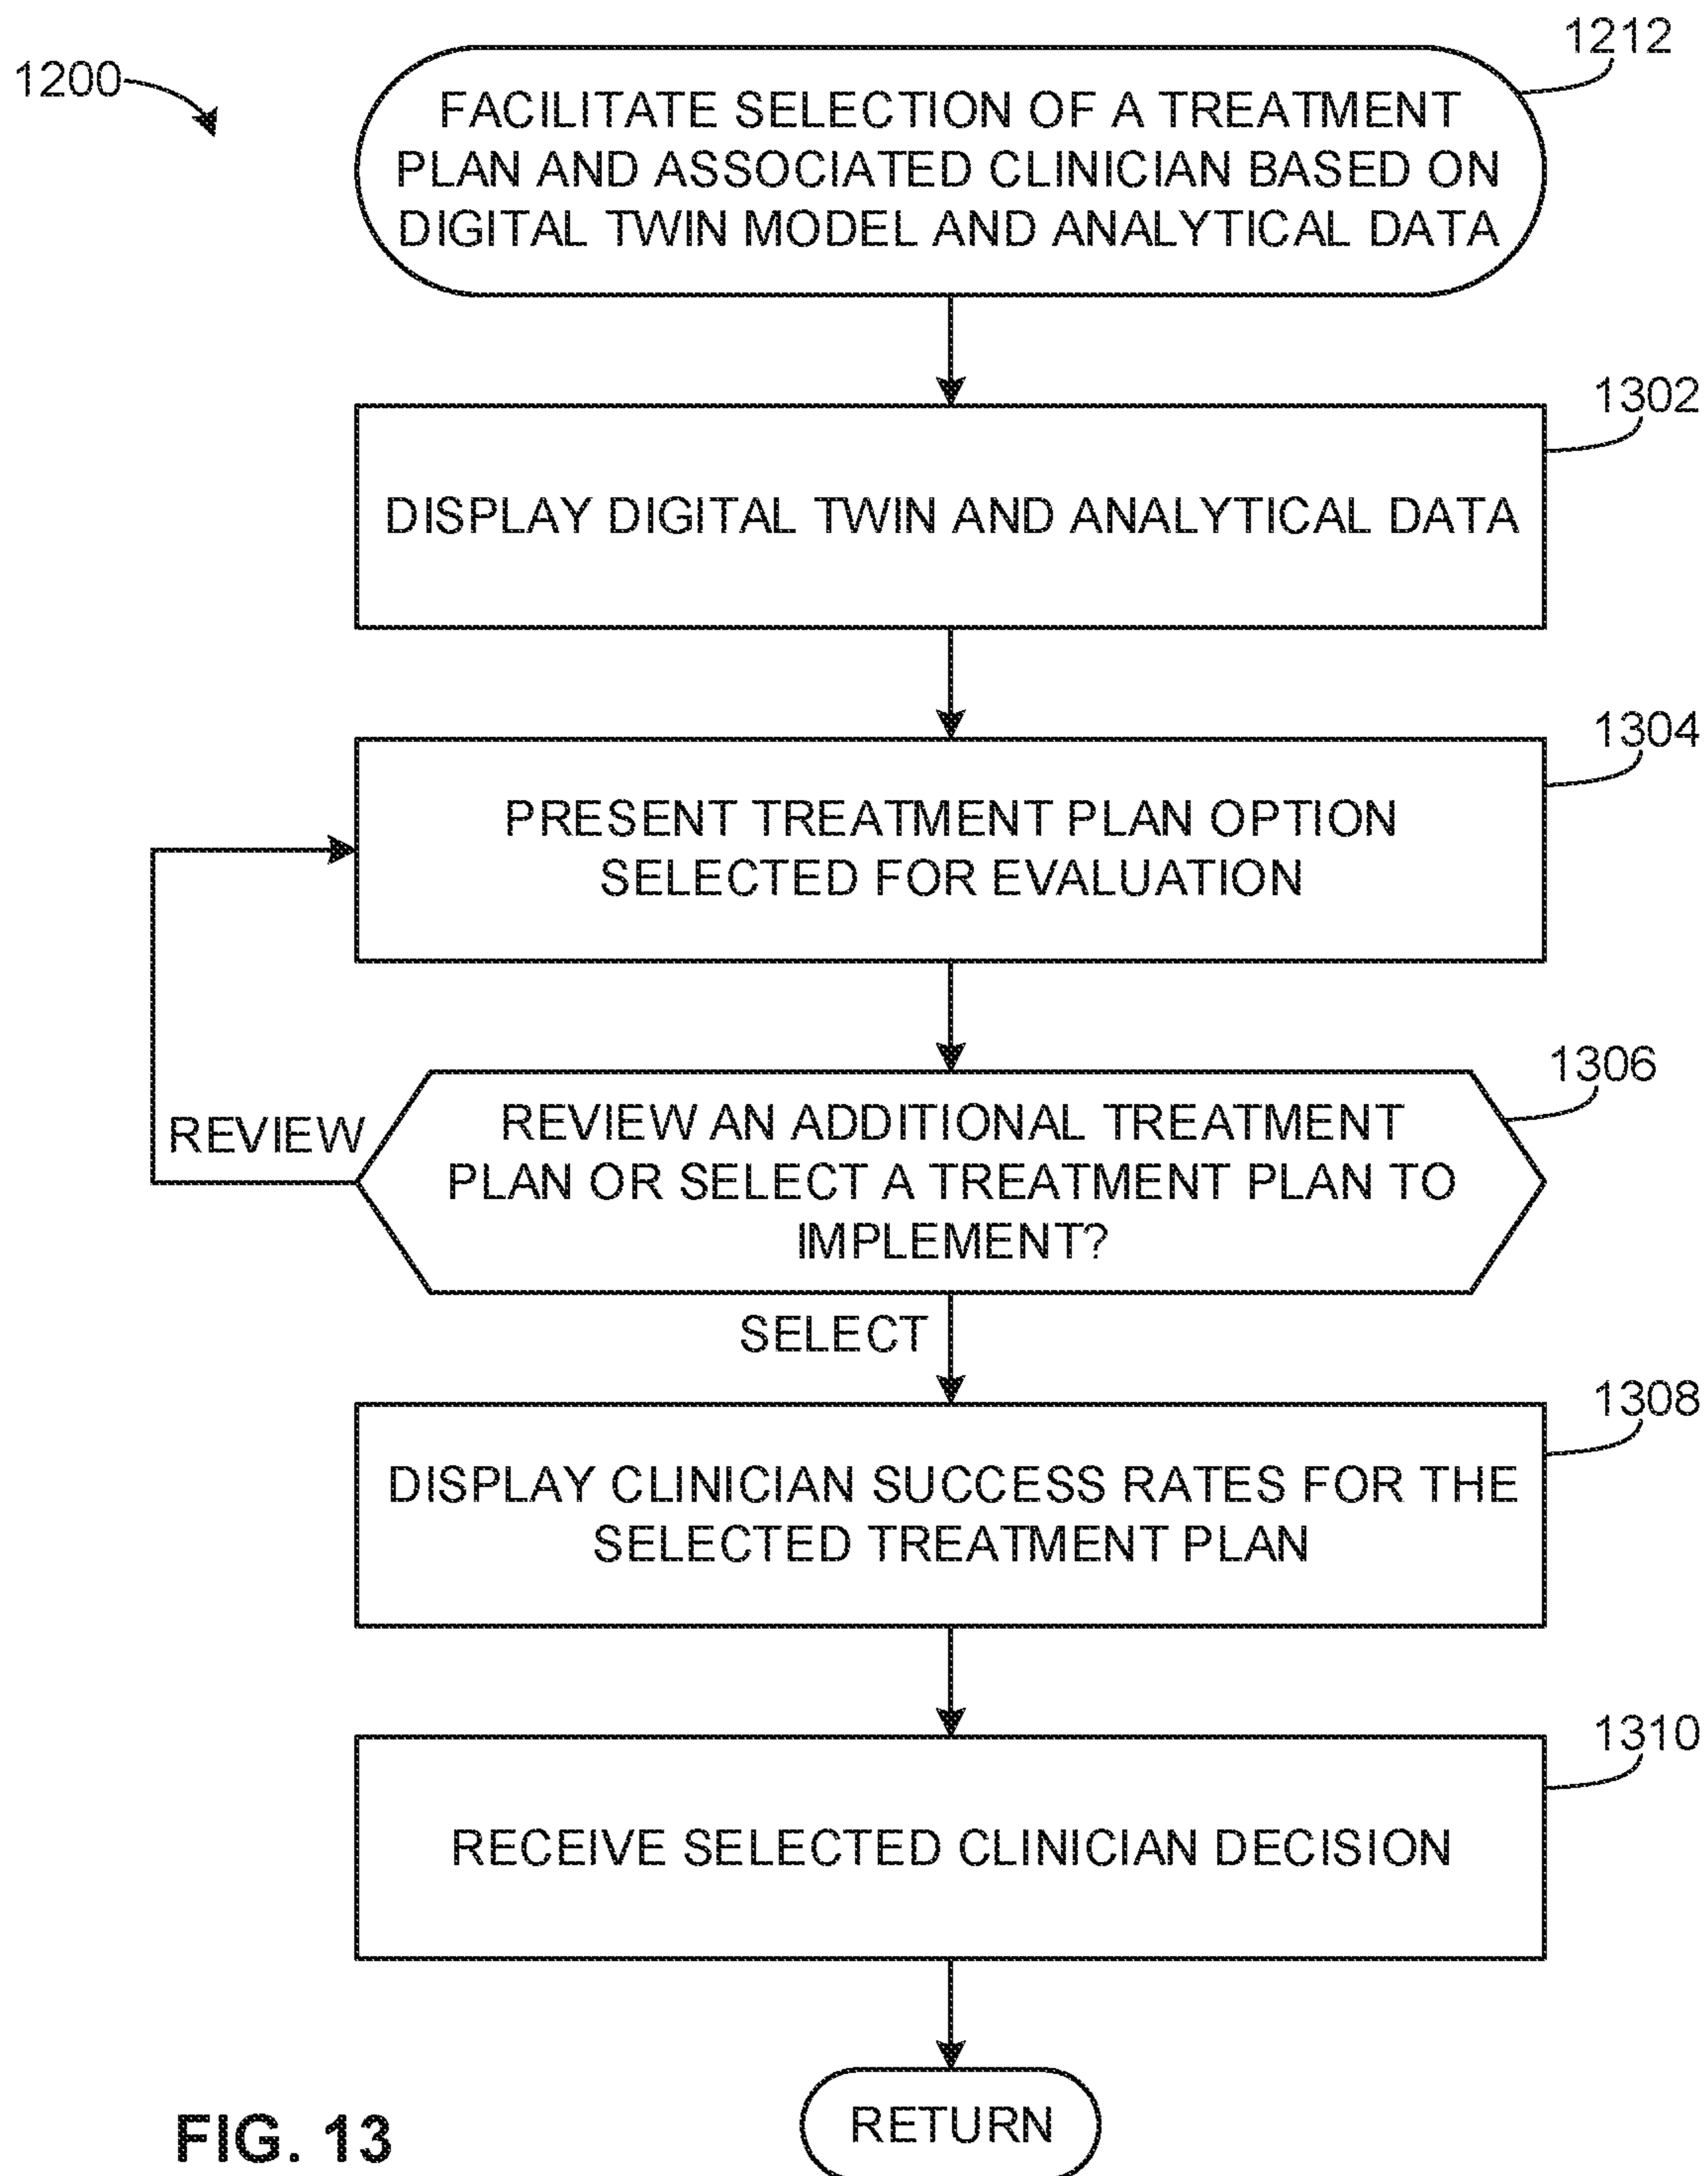 1200
1212
FACILITATE SELECTION OF A TREATMENT
PLAN AND ASSOCIATED CLINICIAN BASED ON
DIGITAL TWIN MODEL AND ANALYTICAL DATA
1302
DISPLAY DIGITAL TWIN AND ANALYTICAL DATA
1304
PRESENT TREATMENT PLAN OPTION
SELECTED FOR EVALUATION
1306
REVIEW
REVIEW AN ADDITIONAL TREATMENT
PLAN OR SELECT A TREATMENT PLAN TO
IMPLEMENT?
SELECT
1308
DISPLAY CLINICIAN SUCCESS RATES FOR THE
SELECTED TREATMENT PLAN
1310
RECEIVE SELECTED CLINICIAN DECISION
RETURN
FIG. 13